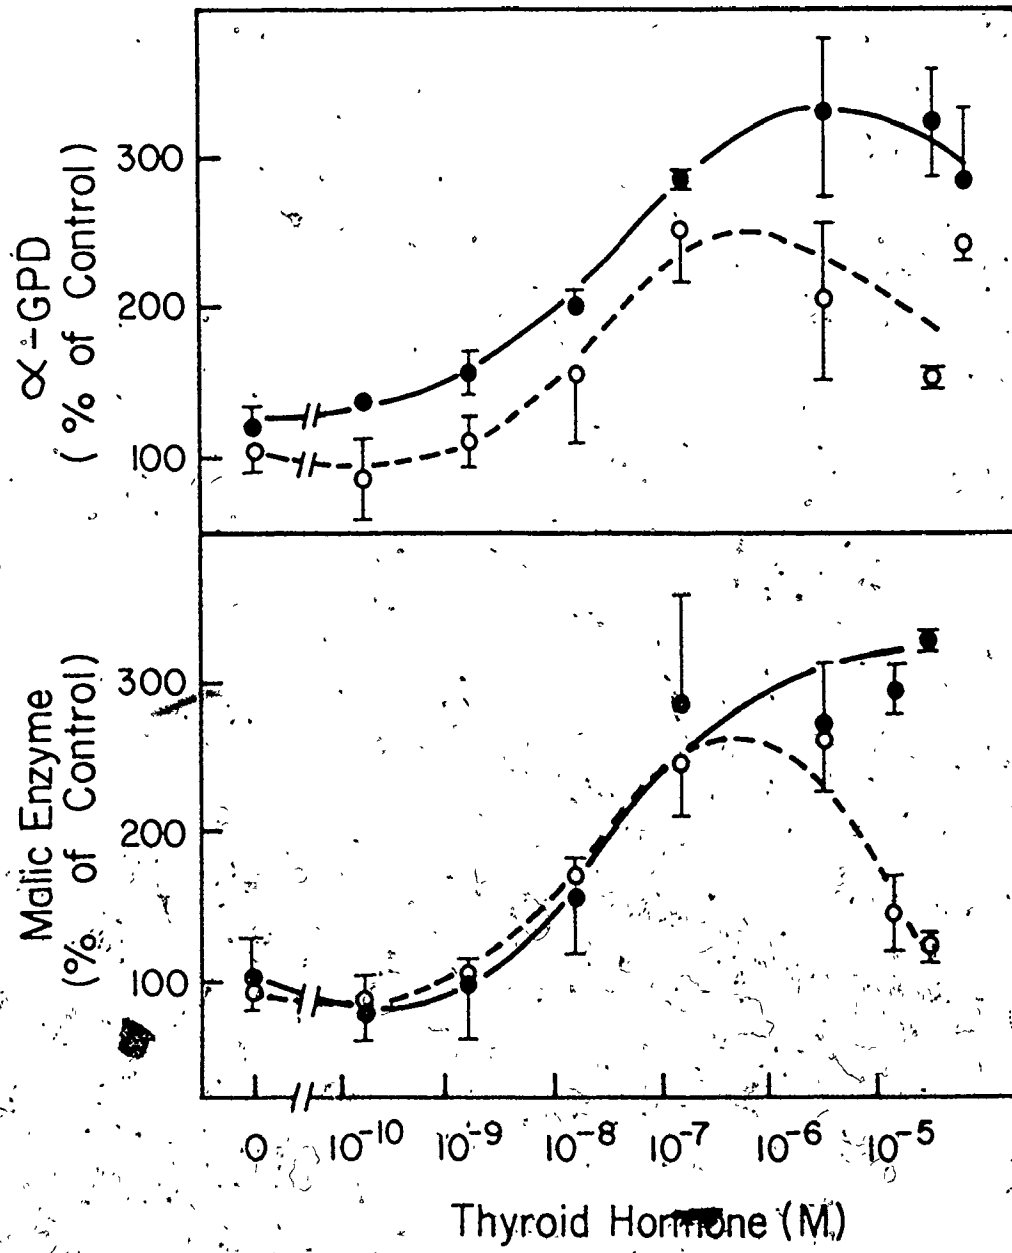 α-GPD
(% of Control)
300
200
100
Malic Enzyme
(% of Control)
300
200
100
0 10-10 10-9 10-8 10-7 10-6 10-5
Thyroid Hormone (M)